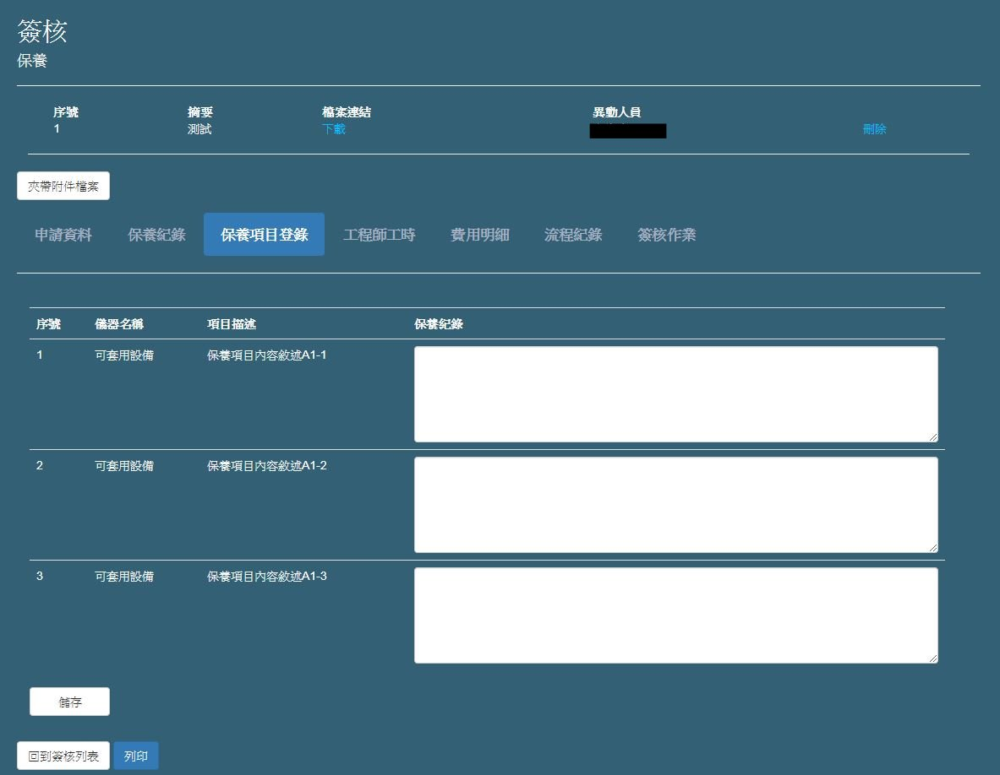 簽核
保養
序號 摘要 檔案連結 異動人員
1 測試 下載 刪除
夾帶附件檔案
申請資料 保養紀錄 保養項目登錄 工程師工時 費用明細 流程紀錄 簽核作業
序號 儀器名稱 項目描述 保養紀錄
1 可套用設備 保養項目內容敘述A1-1
2 可套用設備 保養項目內容敘述A1-2
3 可套用設備 保養項目內容敘述A1-3
儲存
回到簽核列表 列印